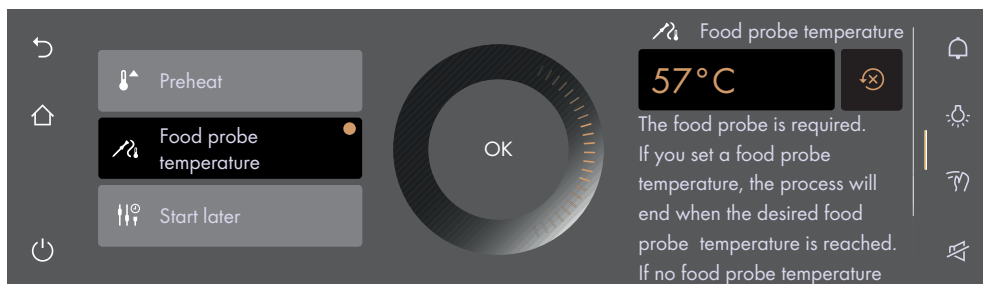 Preheat
Food probe
temperature
Start later
OK
Food probe temperature
57°C
The food probe is required.
If you set a food probe
temperature, the process will
end when the desired food
probe temperature is reached.
If no food probe temperature